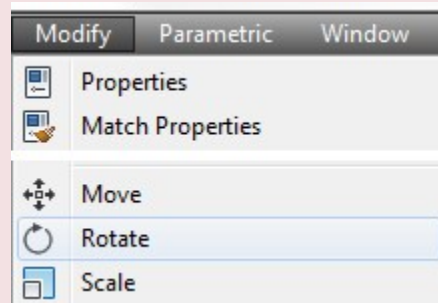 Modify Parametric Window
Properties
Match Properties
Move
Rotate
Scale